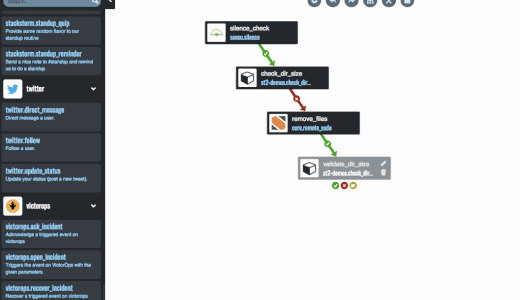 Search...
stackstorm.standup_quip
Provide some random flavor to our
standup routine
stackstorm.standup_reminder
Send a nice note to #standup and remind
us to do a standup
twitter
twitter.direct_message
Direct message a user.
twitter.follow
Follow a user.
twitter.update_status
Update your status (post a new tweet).
victorops
victorops.ack_incident
Acknowledge a triggered event on
victorops
victorops.open_incident
Triggers the event on VictorOps with the
given parameters
victorops.recover_incident
Recover a triggered event on victorops
silence_check
sensu.silence
check_dir_size
st2-demos.check_dir...
remove_files
core.remote_sudo
validate_dir_size
st2-demos.check_dir...